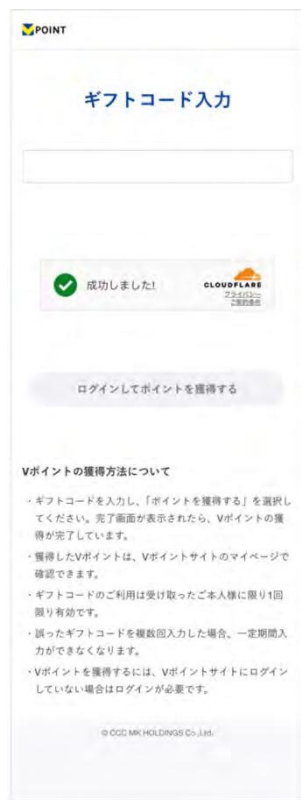 V POINT
ギフトコード入力
成功しました!
CLOUDFLARE
プライバシー
ご契約条件
ログインしてポイントを獲得する
Vポイントの獲得方法について
・ギフトコードを入力し、「ポイントを獲得する」を選択し
てください。完了画面が表示されたら、Vポイントの獲
得が完了しています。
・獲得したVポイントは、Vポイントサイトのマイページで
確認できます。
・ギフトコードのご利用は受け取ったご本人様に限り1回
限り有効です。
・誤ったギフトコードを複数回入力した場合、一定期間入
力ができなくなります。
・Vポイントを獲得するには、Vポイントサイトにログイン
していない場合はログインが必要です。
© CCC MK HOLDINGS Co.,Ltd.